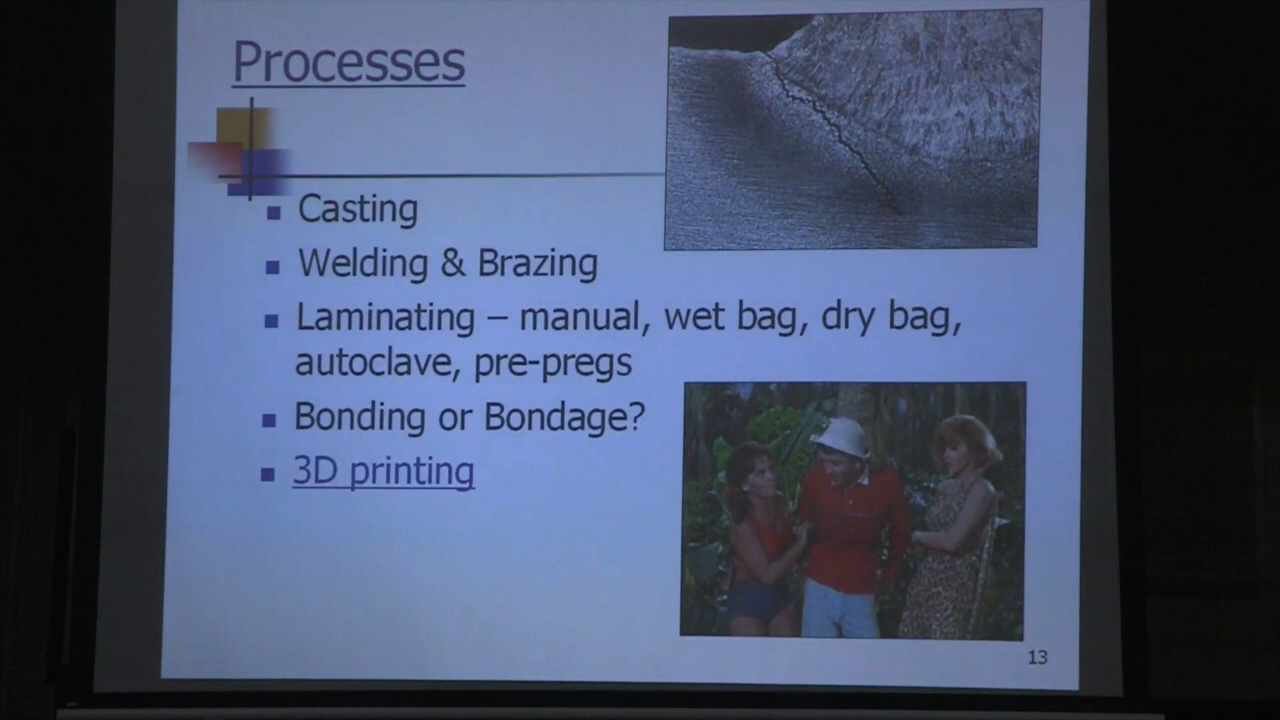 Processes
Casting
Welding & Brazing
Laminating – manual, wet bag, dry bag,
autoclave, pre-pregs
Bonding or Bondage?
3D printing
13